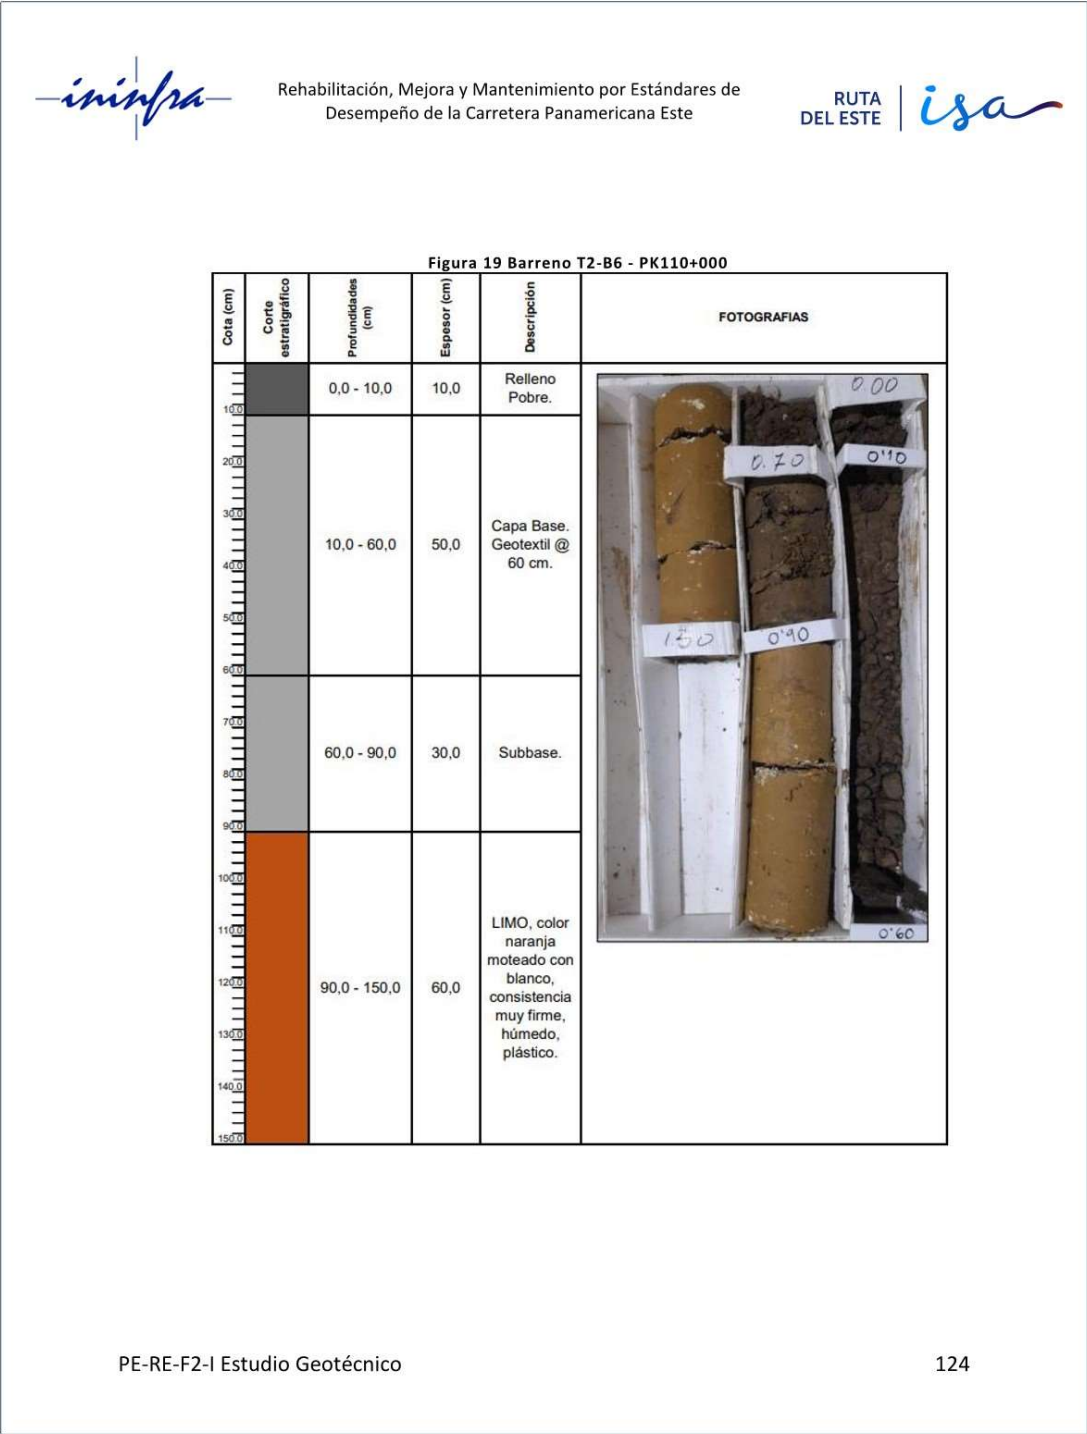 ininfra
Rehabilitación, Mejora y Mantenimiento por Estándares de
Desempeño de la Carretera Panamericana Este
RUTA
DEL ESTE
isa
Figura 19 Barreno T2-B6 - PK110+000
Cota (cm)
Corte
estratigráfico
Profundidades
(cm)
Espesor (cm)
Descripción
FOTOGRAFIAS
0,0 - 10,0
10,0
Relleno
Pobre.
10,0 - 60,0
50,0
Capa Base.
Geotextil @
60 cm.
60,0 - 90,0
30,0
Subbase.
90,0 - 150,0
60,0
LIMO, color
naranja
moteado con
blanco,
consistencia
muy firme,
húmedo,
plástico.
10.0
20.0
30.0
40.0
50.0
60.0
70.0
80.0
90.0
100.0
110.0
120.0
130.0
140.0
150.0
0.00
0.70
0'10
1.50
0'90
0'60
PE-RE-F2-I Estudio Geotécnico
124